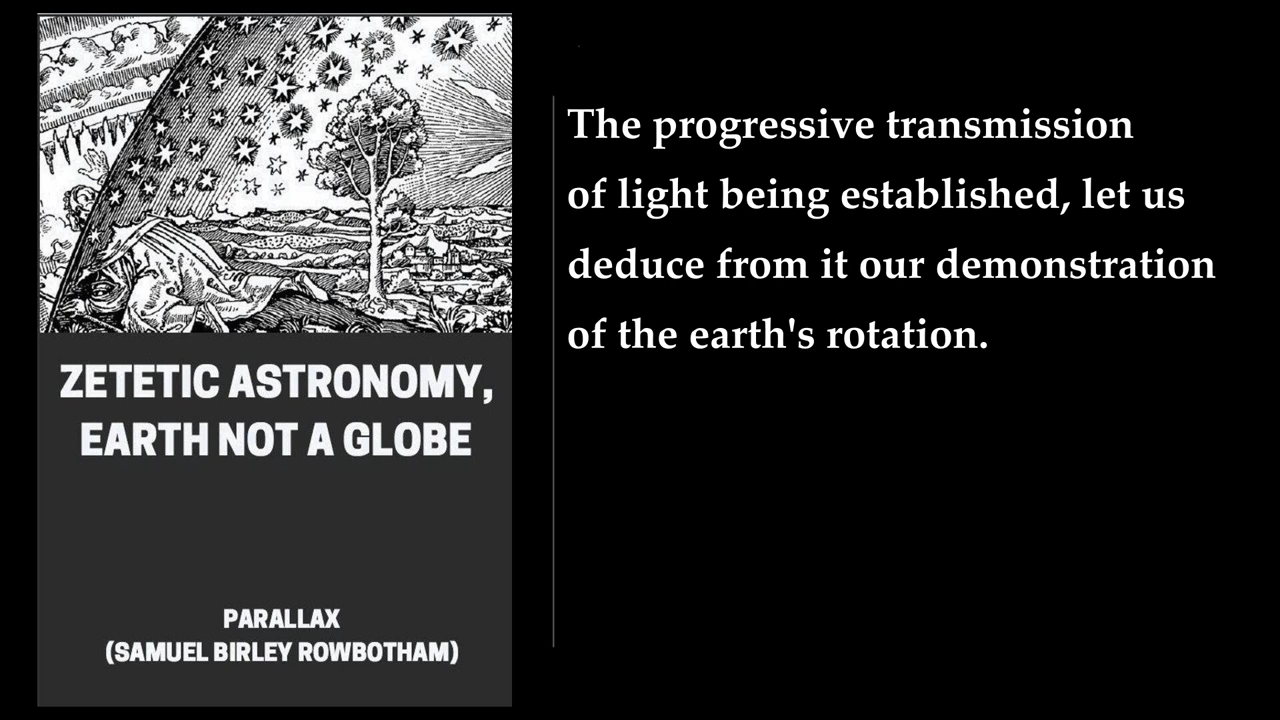 ZETETIC ASTRONOMY,
EARTH NOT A GLOBE
PARALLAX
(SAMUEL BIRLEY ROWBOTHAM)
The progressive transmission
of light being established, let us
deduce from it our demonstration
of the earth's rotation.